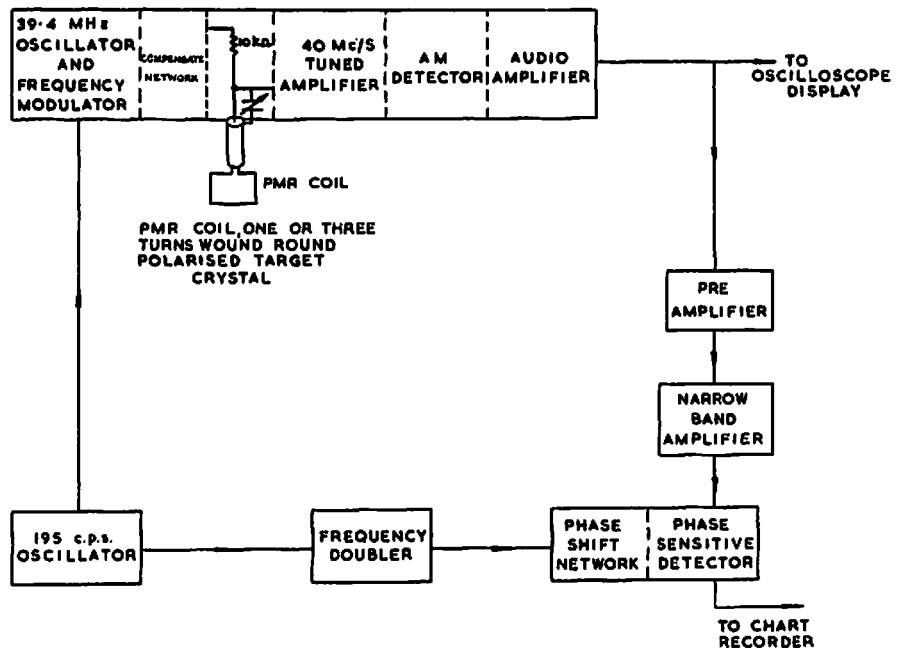 39·4 MHz
OSCILLATOR
AND
FREQUENCY
MODULATOR
COMPENSATE
NETWORK
10kΩ
40 Mc/S
TUNED
AMPLIFIER
AM
DETECTOR
AUDIO
AMPLIFIER
TO
OSCILLOSCOPE
DISPLAY
PMR COIL
PMR COIL, ONE OR THREE
TURNS WOUND ROUND
POLARISED TARGET
CRYSTAL
PRE
AMPLIFIER
NARROW
BAND
AMPLIFIER
195 c.p.s.
OSCILLATOR
FREQUENCY
DOUBLER
PHASE
SHIFT
NETWORK
PHASE
SENSITIVE
DETECTOR
TO CHART
RECORDER